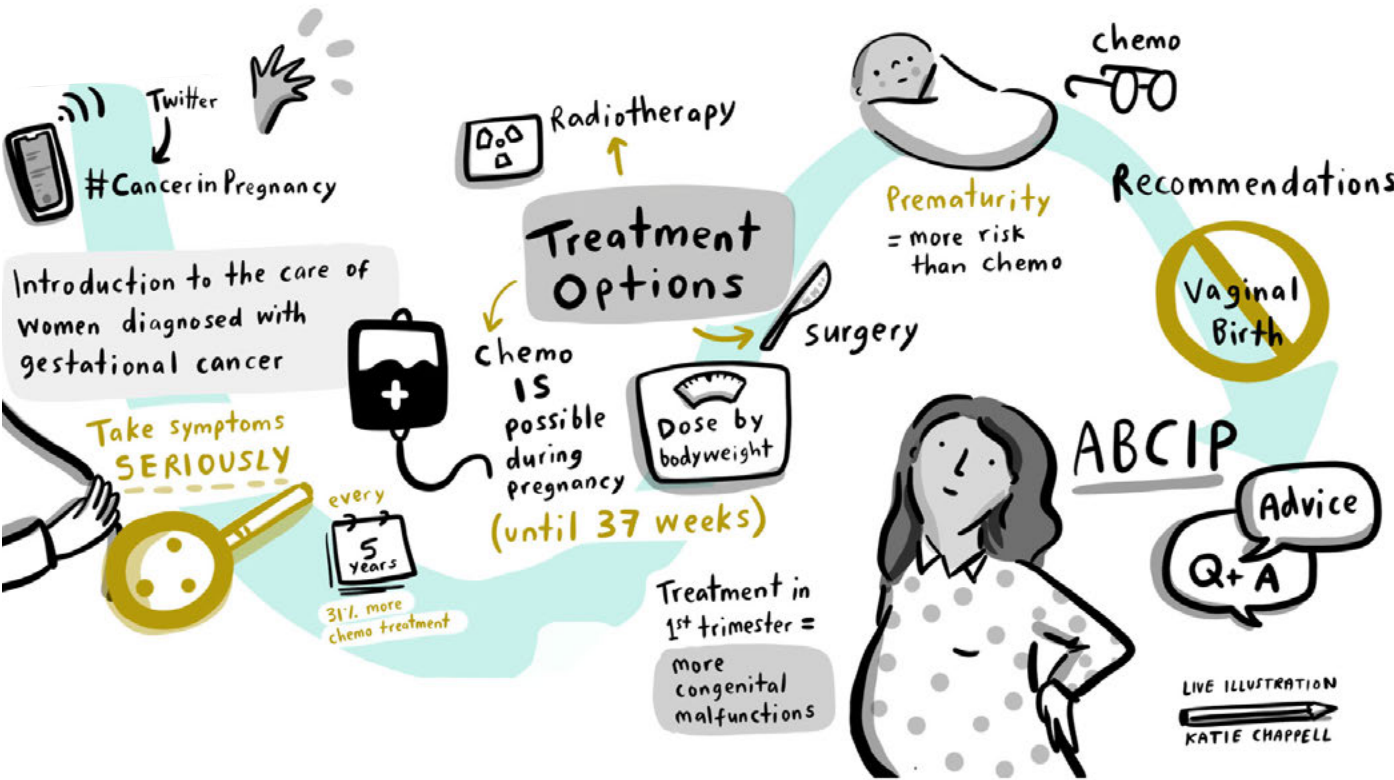 Twitter
#Cancer in Pregnancy
Introduction to the care of
women diagnosed with
gestational cancer
Take symptoms
SERIOUSLY
every
5
years
31% more
chemo treatment
Radiotherapy
Treatment
Options
Chemo
IS
possible
during
pregnancy
(until 37 weeks)
surgery
Dose by
bodyweight
Treatment in
1st trimester =
more
congenital
malfunctions
Prematurity
= more risk
than chemo
chemo
Recommendations
Vaginal
Birth
ABCIP
Advice
Q+A
LIVE ILLUSTRATION
KATIE CHAPPELL